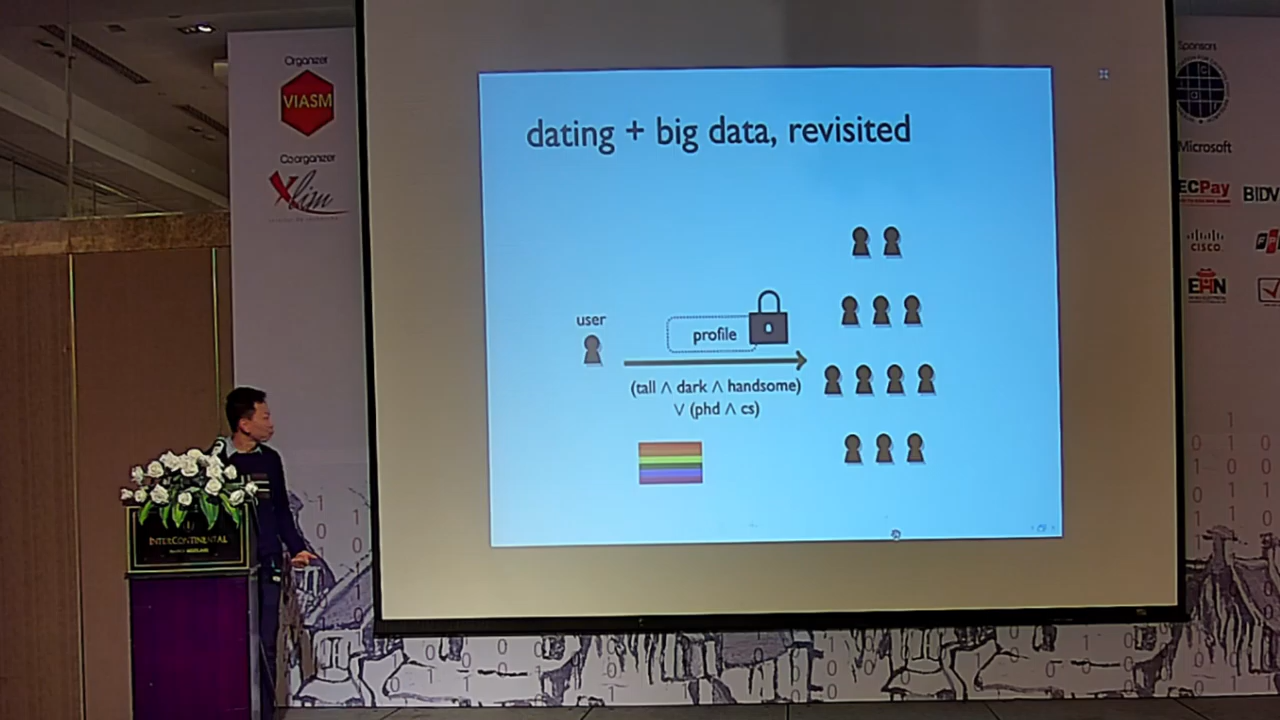 Organizer
VIASM
Coorganizer
Xlim
dating + big data, revisited
user
profile
(tall ∧ dark ∧ handsome)
∨ (phd ∧ cs)
INTERCONTINENTAL
Sponsors
Microsoft
ECPay
BIDV
CISCO